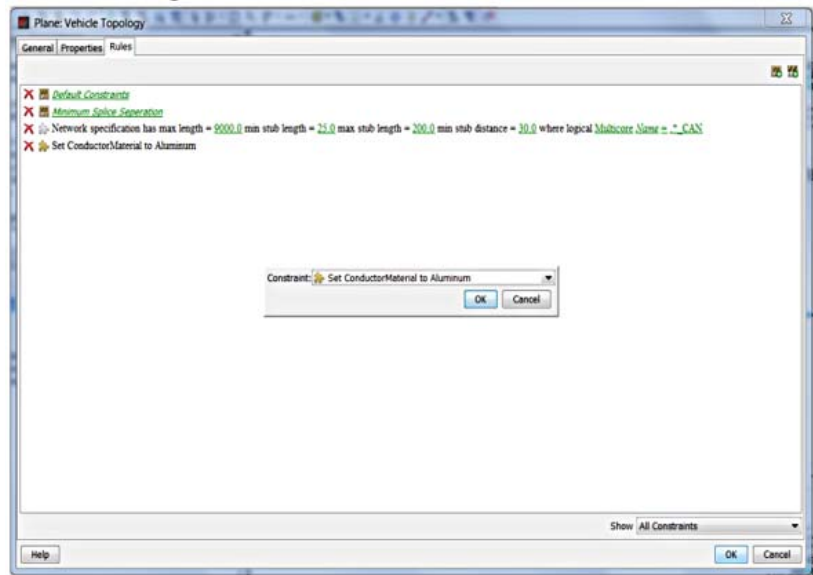 Plane: Vehicle Topology
General Properties Rules
Default Constraints
Minimum Splice Seperation
Network specification has max length = 9000.0 min stub length = 25.0 max stub length = 200.0 min stub distance = 30.0 where logical Multicore Name = .*_CAN
Set ConductorMaterial to Aluminum
Constraint: Set ConductorMaterial to Aluminum
OK Cancel
Show All Constraints
Help OK Cancel